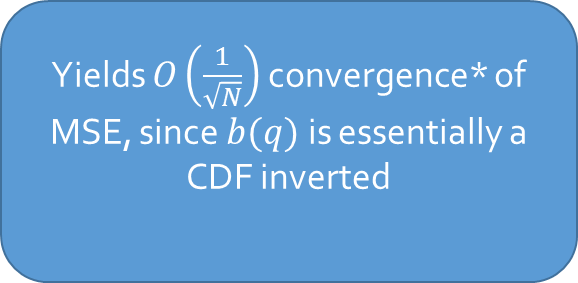 Yields 𝑂 (1/√𝑁) convergence* of
MSE, since 𝑏(𝑞) is essentially a
CDF inverted